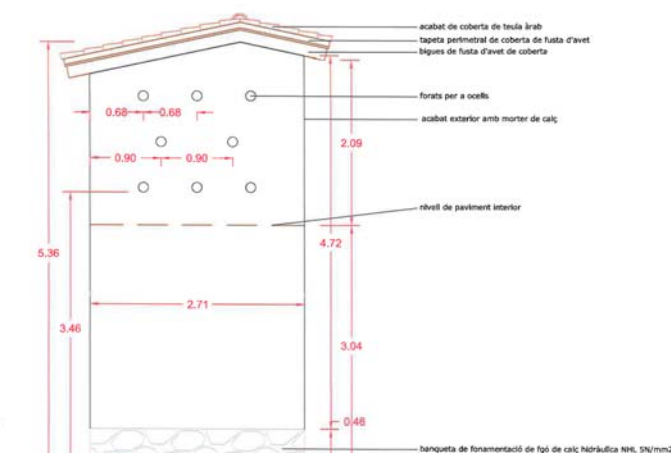 acabat de coberta de teula àrab
tapeta perimetral de coberta de fusta d'avet
bigues de fusta d'avet de coberta
forats per a ocells
0.68
0.68
acabat exterior amb morter de calç
2.09
0.90
0.90
nivell de paviment interior
5.36
4.72
2.71
3.46
3.04
0.46
banqueta de fonamentació de fgó de calç hidràulica NHL 5N/mm2